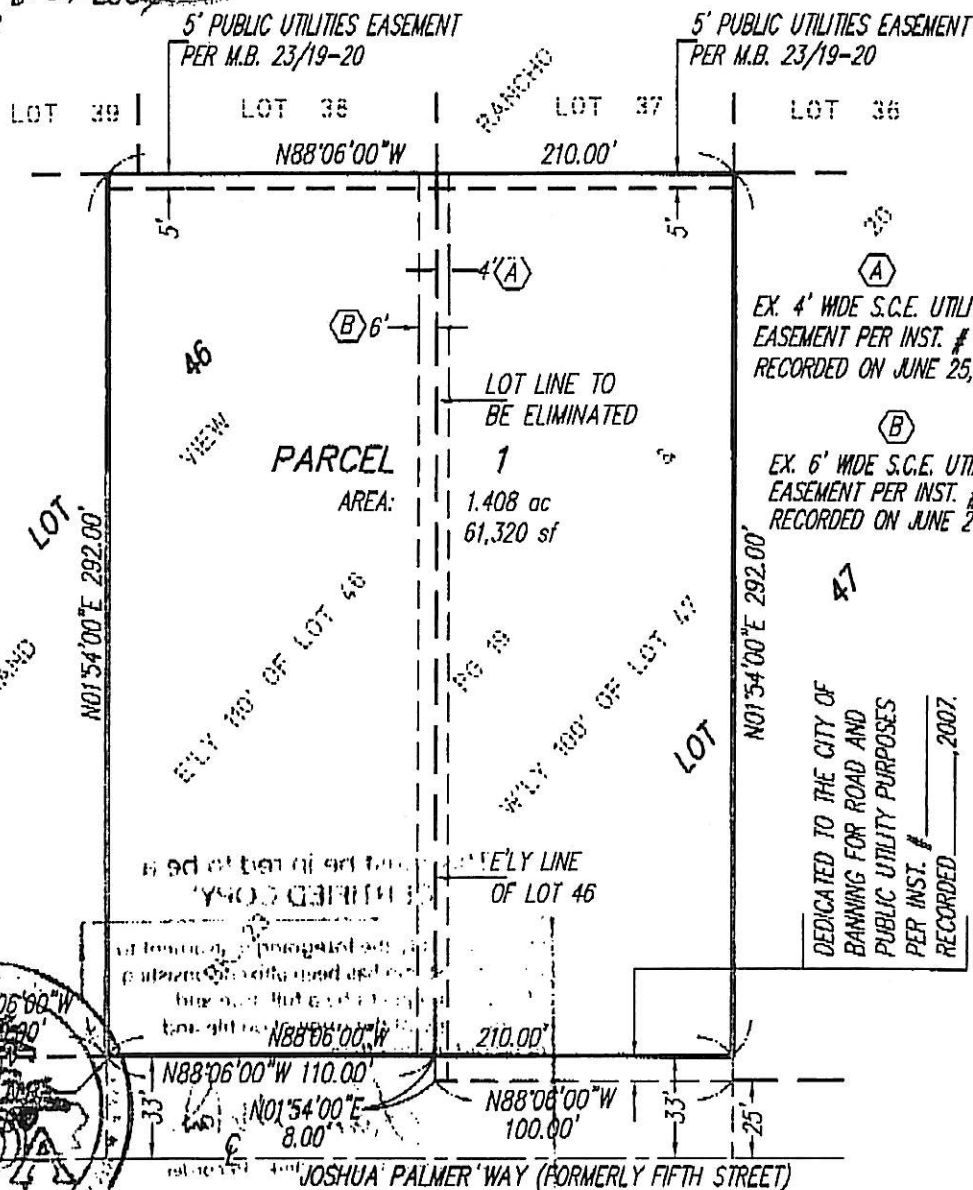 5' PUBLIC UTILITIES EASEMENT
PER M.B. 23/19-20
5' PUBLIC UTILITIES EASEMENT
PER M.B. 23/19-20
LOT 39
LOT 38
RANCHO
LOT 37
LOT 36
N88°06'00"W
210.00'
5'
5'
20
4' A
A
EX. 4' WIDE S.C.E. UTILI
EASEMENT PER INST. #
RECORDED ON JUNE 25,
B 6'
46
LOT LINE TO
BE ELIMINATED
B
EX. 6' WIDE S.C.E. UTI
EASEMENT PER INST.
RECORDED ON JUNE 2
VIEW
PARCEL 1
AREA: 1.408 ac
61,320 sf
LOT
N01°54'00"E 292.00'
N01°54'00"E 292.00'
47
E'LY 110' OF LOT 46
PG 19
W'LY 100' OF LOT 47
LOT
DEDICATED TO THE CITY OF
BANNING FOR ROAD AND
PUBLIC UTILITY PURPOSES
PER INST. #
RECORDED , 2007.
E'LY LINE
OF LOT 46
N88°06'00"W
210.00'
N88°06'00"W 110.00'
N01°54'00"E
8.00'
N88°06'00"W
100.00'
33'
33'
25'
JOSHUA PALMER WAY (FORMERLY FIFTH STREET)